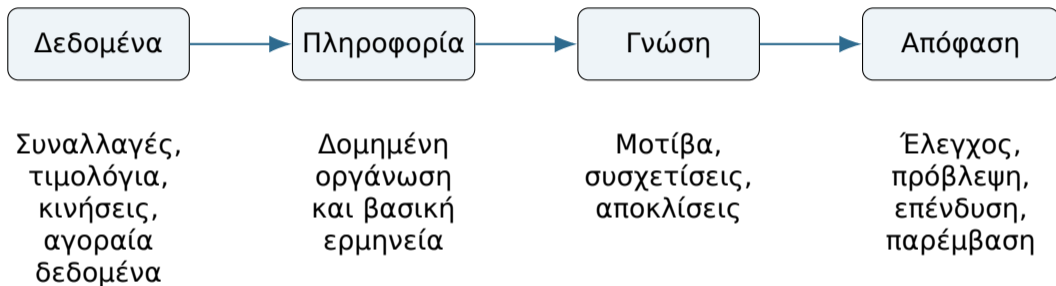 Δεδομένα
Πληροφορία
Γνώση
Απόφαση
Συναλλαγές,
τιμολόγια,
κινήσεις,
αγοραία
δεδομένα
Δομημένη
οργάνωση
και βασική
ερμηνεία
Μοτίβα,
συσχετίσεις,
αποκλίσεις
Έλεγχος,
πρόβλεψη,
επένδυση,
παρέμβαση